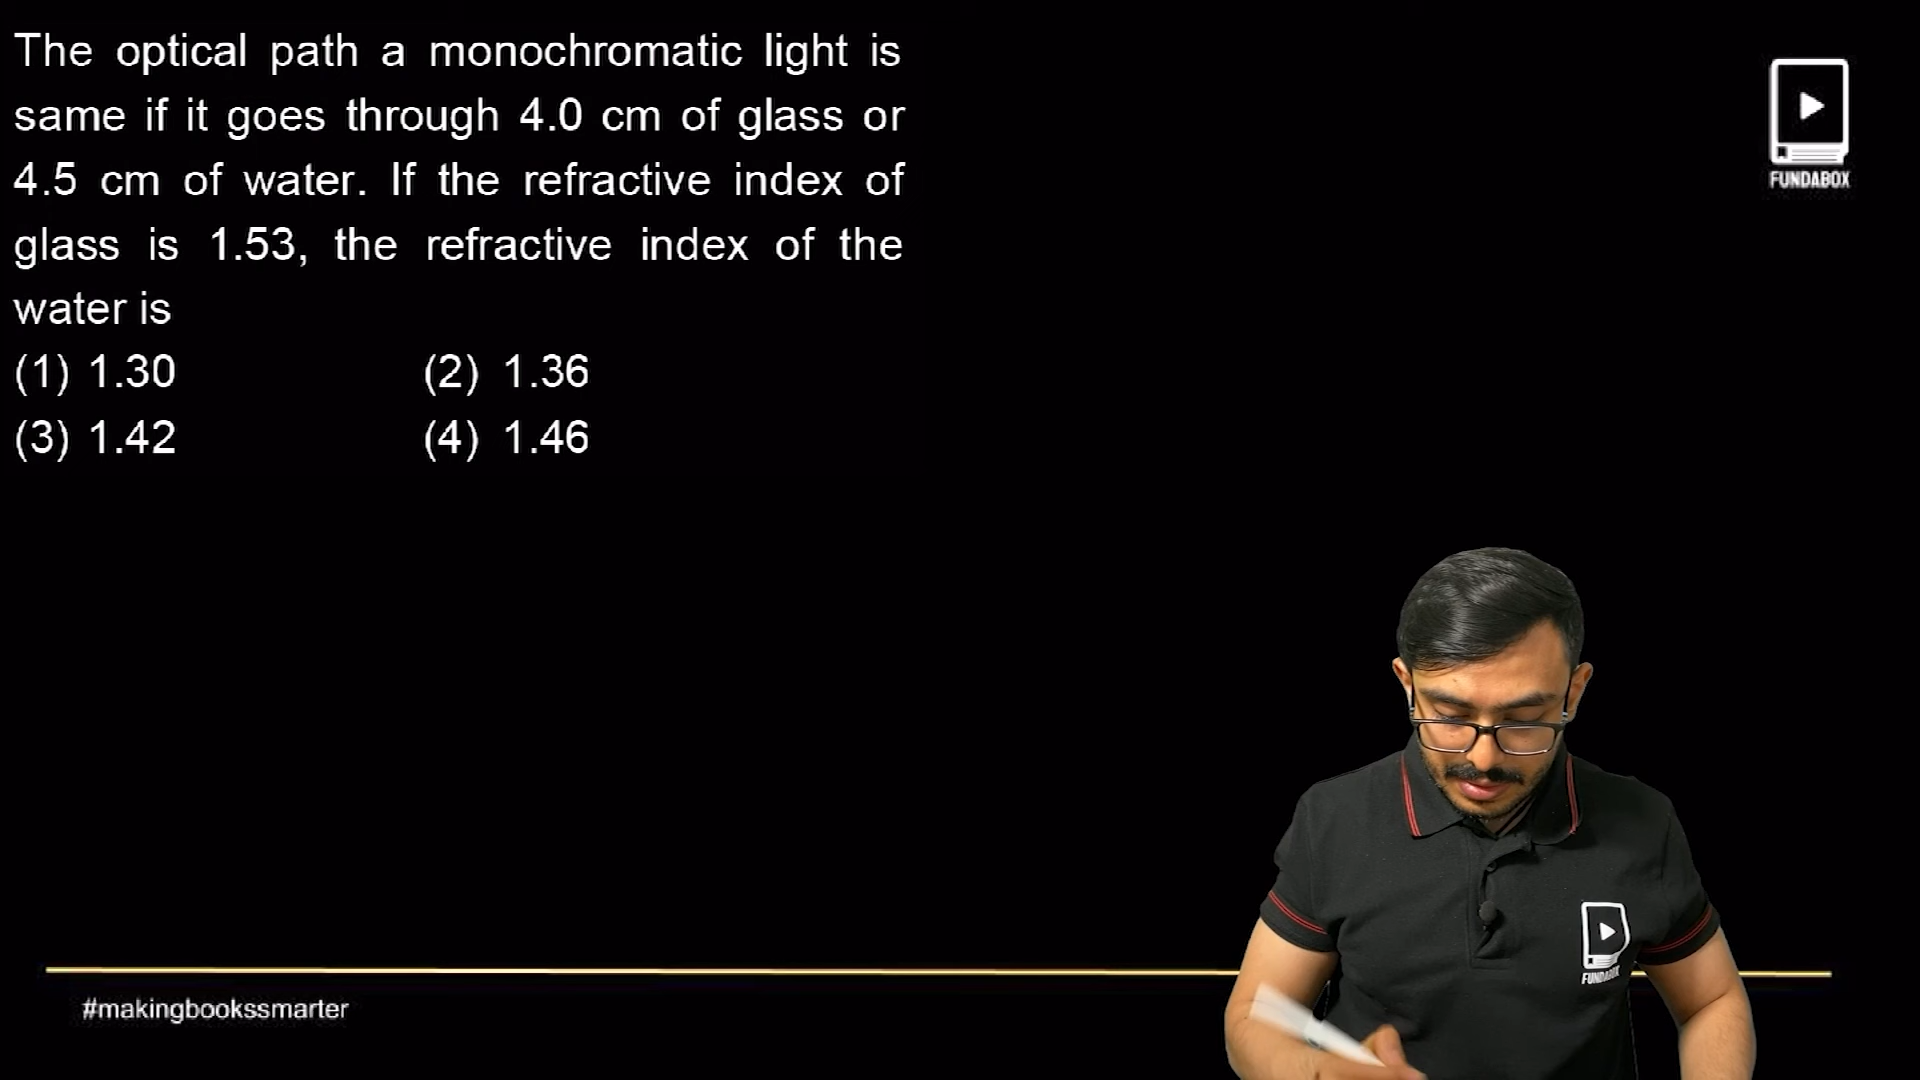 The optical path a monochromatic light is
same if it goes through 4.0 cm of glass or
4.5 cm of water. If the refractive index of
glass is 1.53, the refractive index of the
water is
(1) 1.30 (2) 1.36
(3) 1.42 (4) 1.46
FUNDABOX
FUNDABOX
#makingbookssmarter